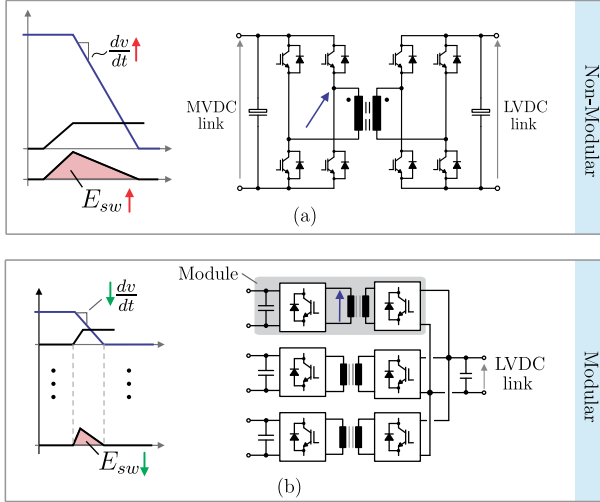 ~ dv/dt
E_sw
MVDC
link
LVDC
link
(a)
Non-Modular
dv/dt
Module
E_sw
LVDC
link
(b)
Modular